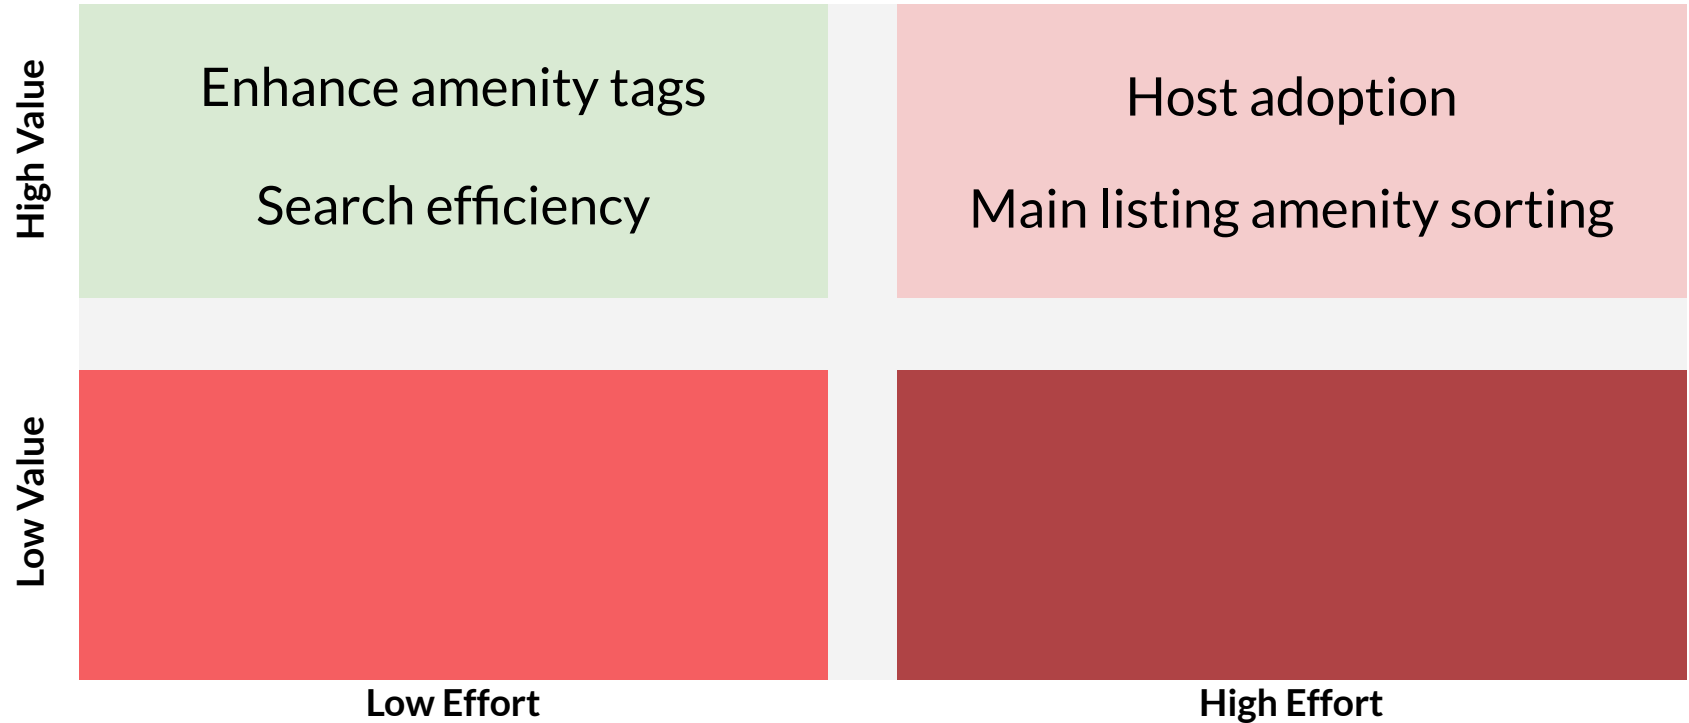 High Value
Enhance amenity tags
Search efficiency
Host adoption
Main listing amenity sorting
Low Value
Low Effort
High Effort